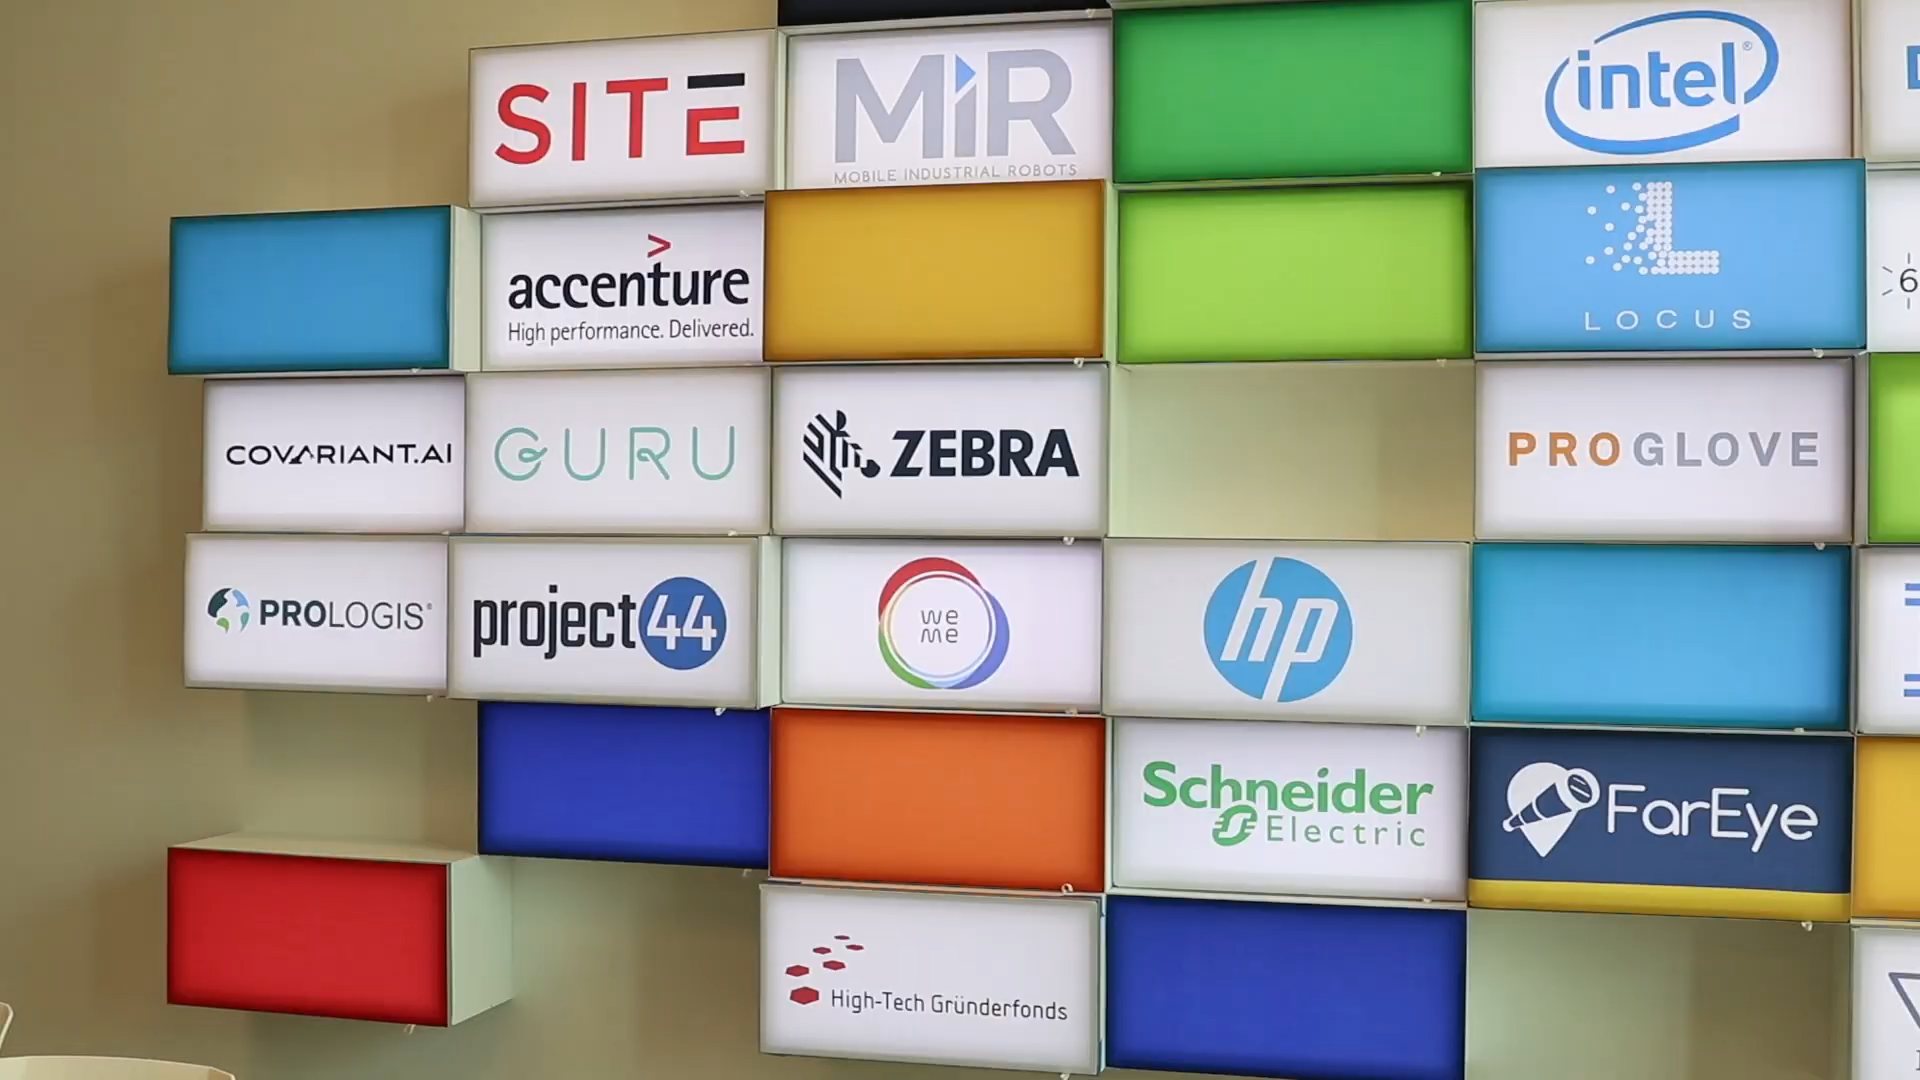 SITE
MiR
MOBILE INDUSTRIAL ROBOTS
intel®
accenture
High performance. Delivered.
LOCUS
6
COVARIANT.AI
GURU
ZEBRA
PROGLOVE
PROLOGIS®
project44
we
me
hp
Schneider
Electric
FarEye
High-Tech Gründerfonds